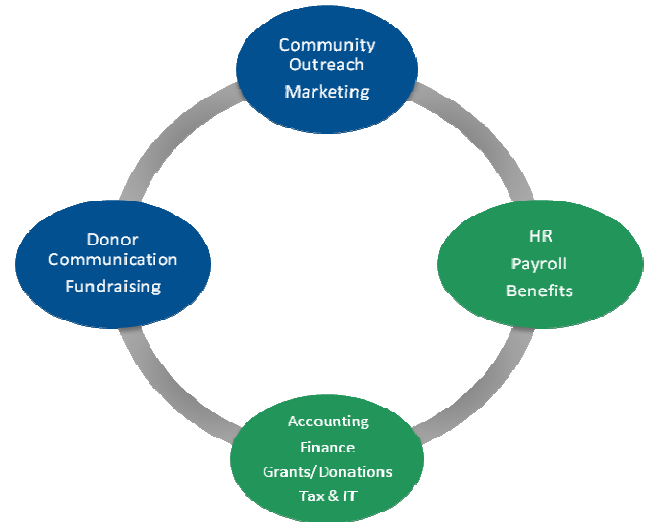 Community
Outreach
Marketing
Donor
Communication
Fundraising
HR
Payroll
Benefits
Accounting
Finance
Grants/Donations
Tax & IT